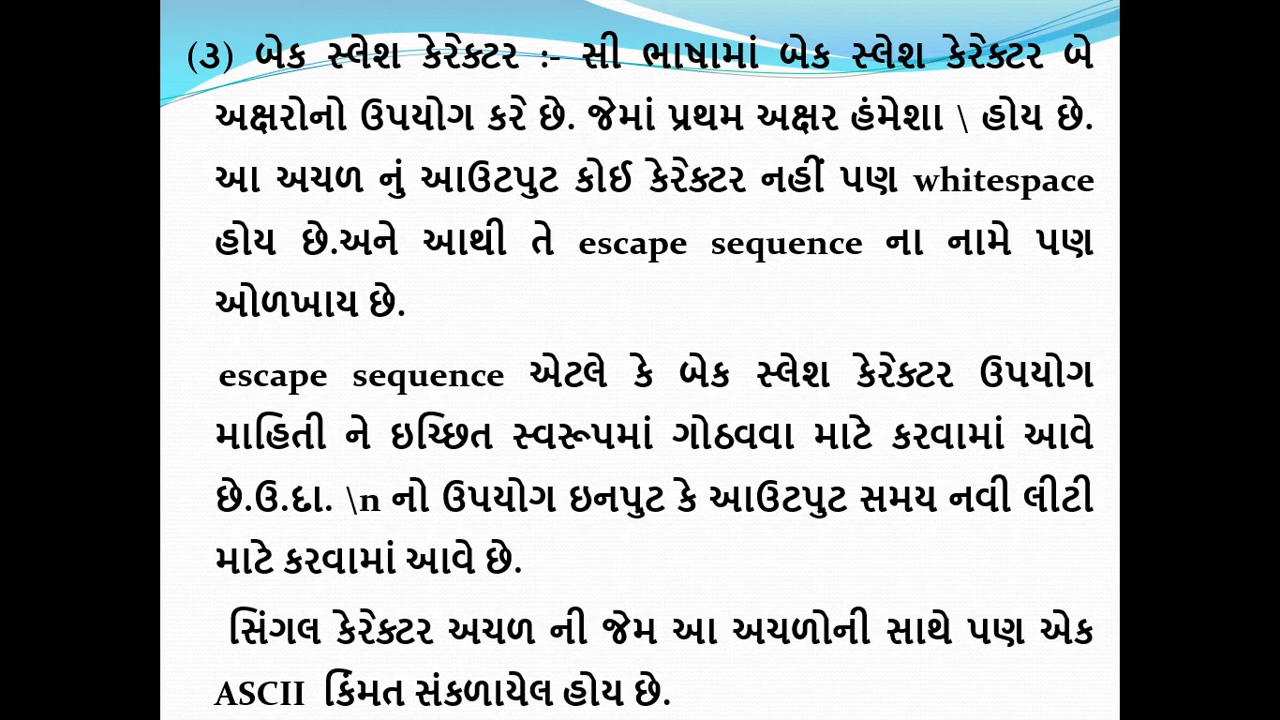 (૩) બેક સ્લેશ કેરેક્ટર :- સી ભાષામાં બેક સ્લેશ કેરેક્ટર બે
અક્ષરોનો ઉપયોગ કરે છે. જેમાં પ્રથમ અક્ષર હંમેશા \ હોય છે.
આ અચળ નું આઉટપુટ કોઈ કેરેક્ટર નહીં પણ whitespace
હોય છે.અને આથી તે escape sequence ના નામે પણ
ઓળખાય છે.
escape sequence એટલે કે બેક સ્લેશ કેરેક્ટર ઉપયોગ
માહિતી ને ઇચ્છિત સ્વરૂપમાં ગોઠવવા માટે કરવામાં આવે
છે.ઉ.દા. \n નો ઉપયોગ ઇનપુટ કે આઉટપુટ સમય નવી લીટી
માટે કરવામાં આવે છે.
સિંગલ કેરેક્ટર અચળ ની જેમ આ અચળોની સાથે પણ એક
ASCII કિંમત સંકળાયેલ હોય છે.